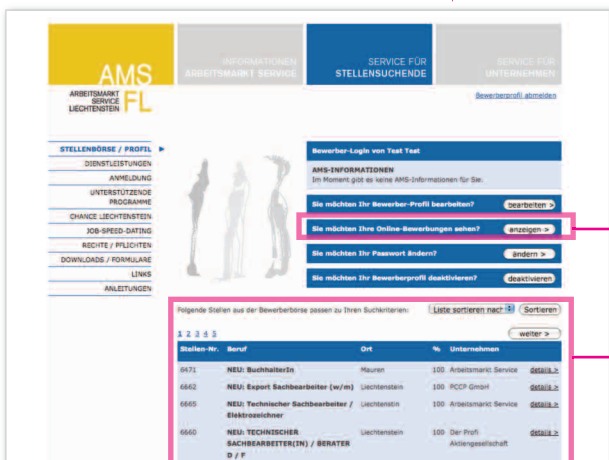 AMS
ARBEITSMARKT
SERVICE
LIECHTENSTEIN
FL
INFORMATIONEN
ARBEITSMARKT SERVICE
SERVICE FÜR
STELLENSUCHENDE
SERVICE FÜR
UNTERNEHMEN
Bewerberprofil abmelden
STELLENBÖRSE / PROFIL
DIENSTLEISTUNGEN
ANMELDUNG
UNTERSTÜTZENDE
PROGRAMME
CHANCE LIECHTENSTEIN
JOB-SPEED-DATING
RECHTE / PFLICHTEN
DOWNLOADS / FORMULARE
LINKS
ANLEITUNGEN
Bewerber-Login von Test Test
AMS-INFORMATIONEN
Im Moment gibt es keine AMS-Informationen für Sie.
Sie möchten Ihr Bewerber-Profil bearbeiten? bearbeiten >
Sie möchten Ihre Online-Bewerbungen sehen? anzeigen >
Sie möchten Ihr Passwort ändern? ändern >
Sie möchten Ihr Bewerberprofil deaktivieren? deaktivieren
Folgende Stellen aus der Bewerberbörse passen zu Ihren Suchkriterien: Liste sortieren nach Sortieren
1 2 3 4 5 weiter >
Stellen-Nr. Beruf Ort % Unternehmen
6471 NEU: BuchhalterIn Mauren 100 Arbeitsmarkt Service details >
6662 NEU: Export Sachbearbeiter (w/m) Liechtenstein 100 PCCP GmbH details >
6665 NEU: Technischer Sachbearbeiter / Liechtenstin 100 Arbeitsmarkt Service details >
Elektrozeichner
6660 NEU: TECHNISCHER Liechtenstein 100 Der Profi details >
SACHBEARBEITER(IN) / BERATER Aktiengesellschaft
D / F